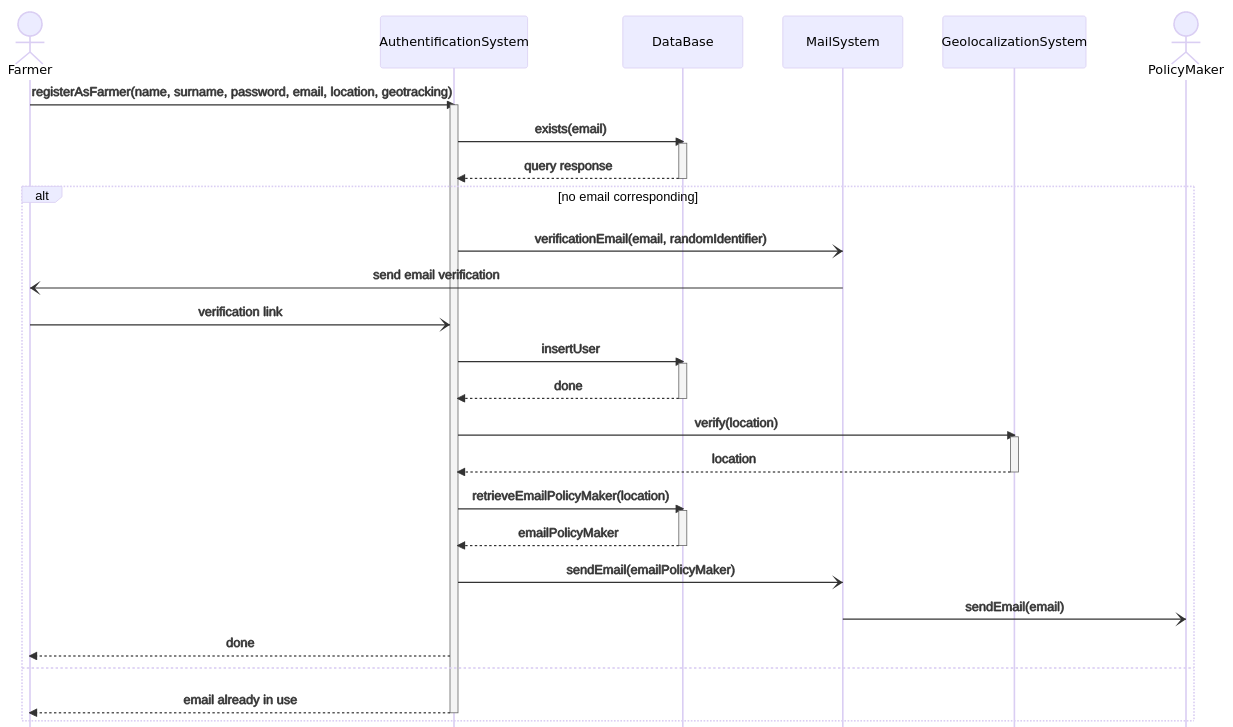 AuthentificationSystem
DataBase
MailSystem
GeolocalizationSystem
Farmer
PolicyMaker
registerAsFarmer(name, surname, password, email, location, geotracking)
exists(email)
query response
alt
[no email corresponding]
verificationEmail(email, randomIdentifier)
send email verification
verification link
insertUser
done
verify(location)
location
retrieveEmailPolicyMaker(location)
emailPolicyMaker
sendEmail(emailPolicyMaker)
sendEmail(email)
done
email already in use